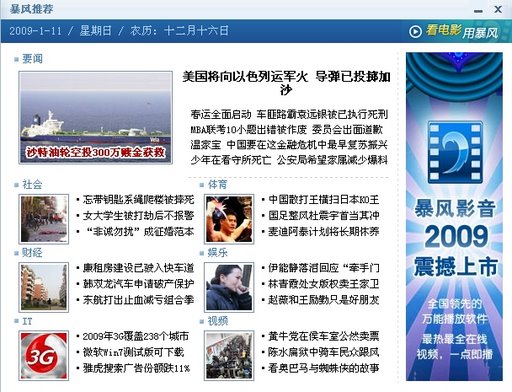 暴风推荐
2009-1-11 / 星期日 / 农历：十二月十六日
看电影 用暴风
要闻
沙特油轮空投300万赎金获救
美国将向以色列运军火 导弹已投掷加
沙
春运全面启动 车匪路霸袁远银被已执行死刑
MBA联考10小题出错被作废 委员会出面道歉
温家宝 中国要在这金融危机中最早复苏振兴
少年在看守所死亡 公安局希望家属减少爆料
社会
忘带钥匙系绳爬楼被摔死
女大学生被打劫后不报警
“非诚勿扰”成征婚范本
体育
中国散打王横扫日本KO王
国足整风杜震宇首当其冲
麦迪阿泰计划将长期休养
财经
廉租房建设已驶入快车道
韩双龙汽车申请破产保护
东航打出止血减亏组合拳
娱乐
伊能静落泪回应“牵手门
林青霞处女版权卖王家卫
赵薇和王励勤只是好朋友
IT
3G
2009年3G覆盖238个城市
微软Win7测试版可下载
雅虎搜索广告份额跌11%
视频
黄牛党在侯车室公然卖票
陈水扁狱中骑车民众跟风
看奥巴马与蜘蛛侠的故事
暴风影音
2009
震撼上市
全国领先的
万能播放软件
最热最全在线
视频，一点即播